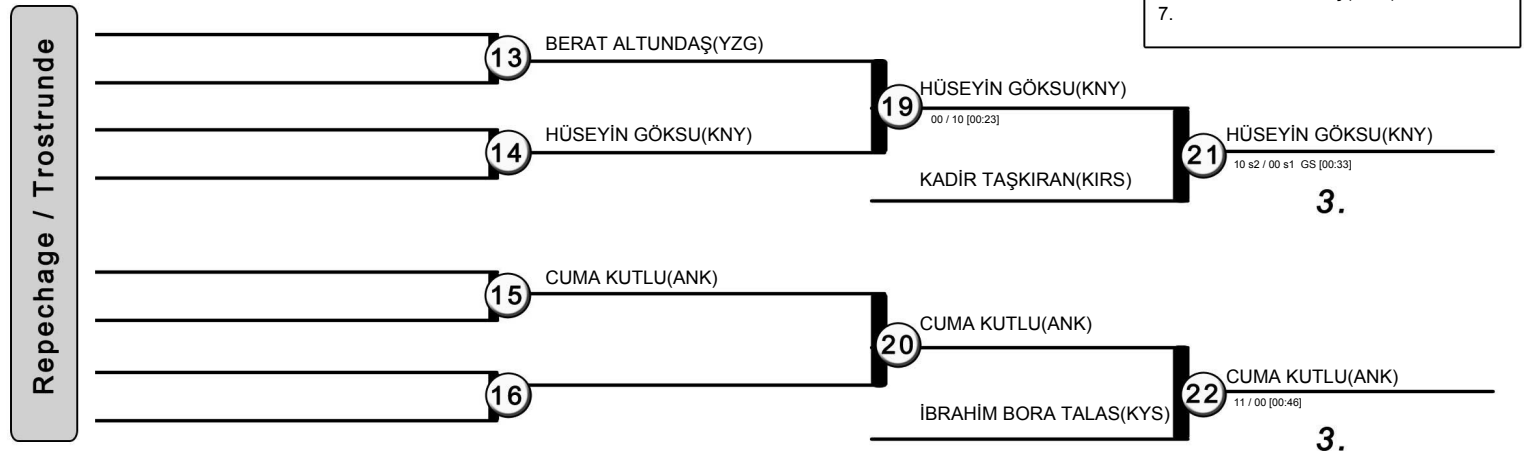 7.
Repechage / Trostrunde
13
BERAT ALTUNDAŞ(YZG)
19
HÜSEYİN GÖKSU(KNY)
00 / 10 [00:23]
14
HÜSEYİN GÖKSU(KNY)
21
HÜSEYİN GÖKSU(KNY)
10 s2 / 00 s1 GS [00:33]
KADİR TAŞKIRAN(KIRS)
3.
15
CUMA KUTLU(ANK)
20
CUMA KUTLU(ANK)
16
22
CUMA KUTLU(ANK)
11 / 00 [00:46]
İBRAHİM BORA TALAS(KYS)
3.